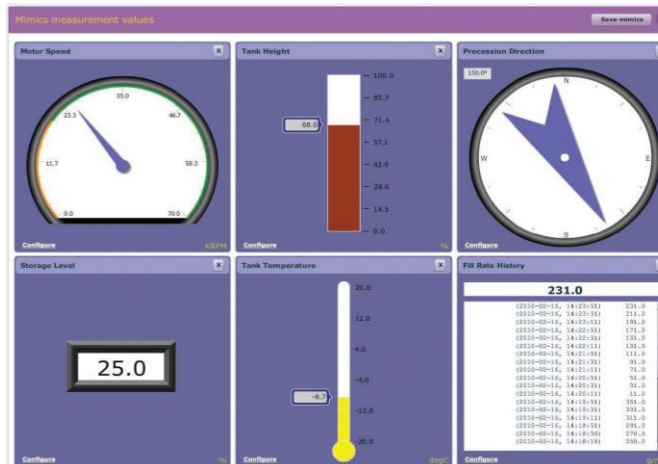 Mimics measurement values
Save mimics
Motor Speed
X
35.0
23.3
46.7
11.7
58.3
0.0
70.0
Configure
KRPM
Tank Height
X
100.0
85.7
71.4
68.0
57.1
42.9
28.6
14.3
0.0
Configure
%
Precession Direction
150.0°
N
W
E
S
Configure
Storage Level
X
25.0
Configure
%
Tank Temperature
X
20.0
12.0
4.0
-4.0
-8.7
-12.0
-20.0
Configure
degC
Fill Rate History
231.0
(2010-02-16, 14:23:51) 231.0
(2010-02-16, 14:23:31) 211.0
(2010-02-16, 14:23:11) 191.0
(2010-02-16, 14:22:51) 171.0
(2010-02-16, 14:22:31) 151.0
(2010-02-16, 14:22:11) 131.0
(2010-02-16, 14:21:51) 111.0
(2010-02-16, 14:21:31) 91.0
(2010-02-16, 14:21:11) 71.0
(2010-02-16, 14:20:51) 51.0
(2010-02-16, 14:20:31) 31.0
(2010-02-16, 14:20:11) 11.0
(2010-02-16, 14:19:51) 351.0
(2010-02-16, 14:19:31) 331.0
(2010-02-16, 14:19:11) 311.0
(2010-02-16, 14:18:51) 291.0
(2010-02-16, 14:18:30) 270.0
(2010-02-16, 14:18:10) 250.0
Configure